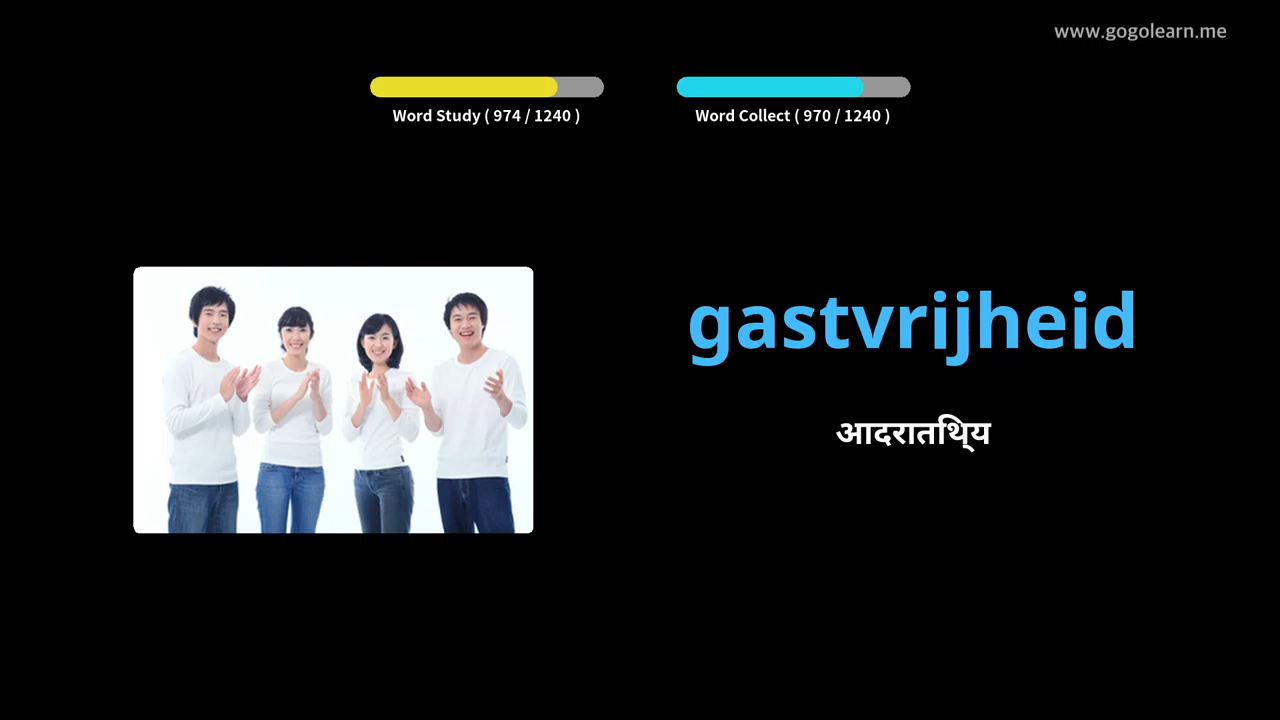 www.gogolearn.me
Word Study ( 974 / 1240 )
Word Collect ( 970 / 1240 )
gastvrijheid
आदरातिथ्य